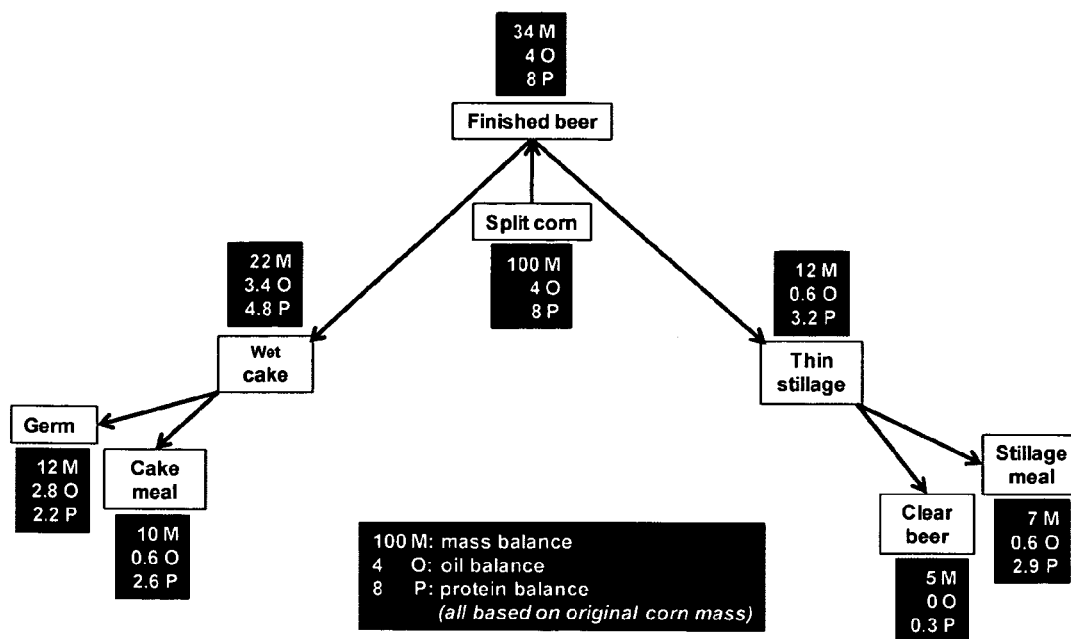 34 M
4 O
8 P
Finished beer
Split corn
100 M
4 O
8 P
22 M
3.4 O
4.8 P
Wet
cake
12 M
0.6 O
3.2 P
Thin
stillage
Germ
12 M
2.8 O
2.2 P
Cake
meal
10 M
0.6 O
2.6 P
Clear
beer
5 M
0 O
0.3 P
Stillage
meal
7 M
0.6 O
2.9 P
100 M: mass balance
4 O: oil balance
8 P: protein balance
(all based on original corn mass)